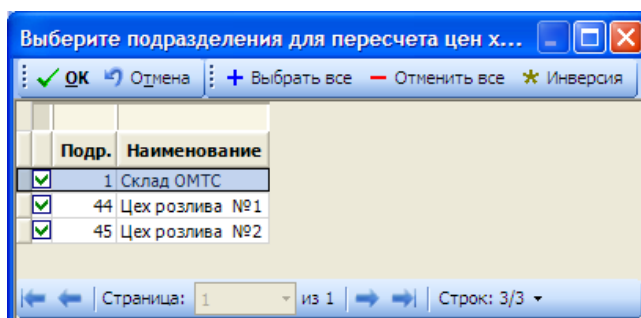 Выберите подразделения для пересчета цен х...
ОК Отмена Выбрать все Отменить все Инверсия
Подр. Наименование
1 Склад ОМТС
44 Цех розлива №1
45 Цех розлива №2
Страница: 1 из 1 Строк: 3/3